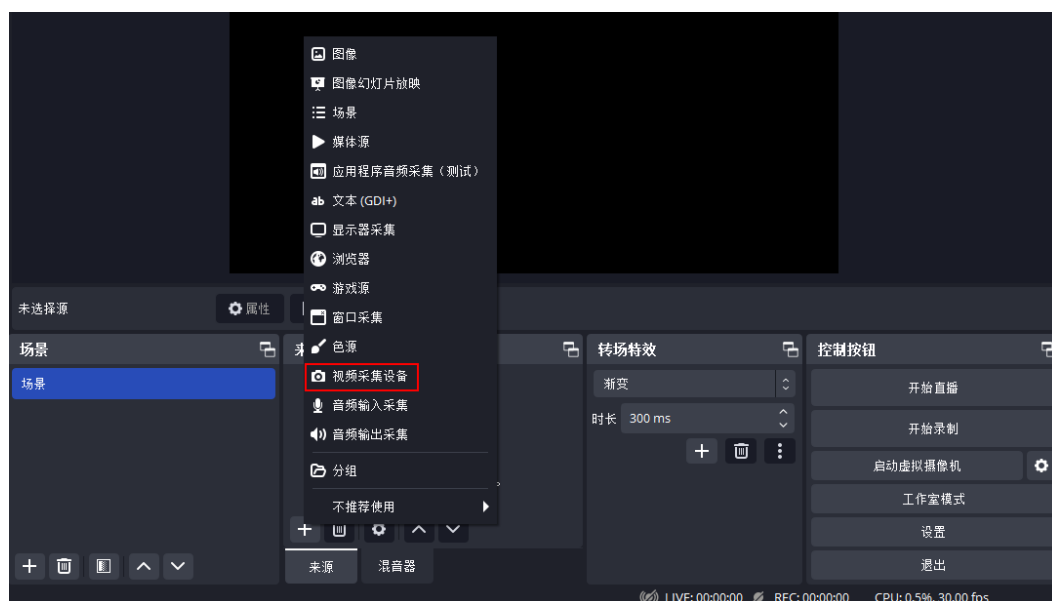 图像
图像幻灯片放映
场景
媒体源
应用程序音频采集（测试）
ab 文本 (GDI+)
显示器采集
浏览器
游戏源
窗口采集
色源
视频采集设备
音频输入采集
音频输出采集
分组
不推荐使用
未选择源
属性
场景
场景
来源
混音器
转场特效
渐变
时长 300 ms
控制按钮
开始直播
开始录制
启动虚拟摄像机
工作室模式
设置
退出
LIVE: 00:00:00 REC: 00:00:00 CPU: 0.5%, 30.00 fps